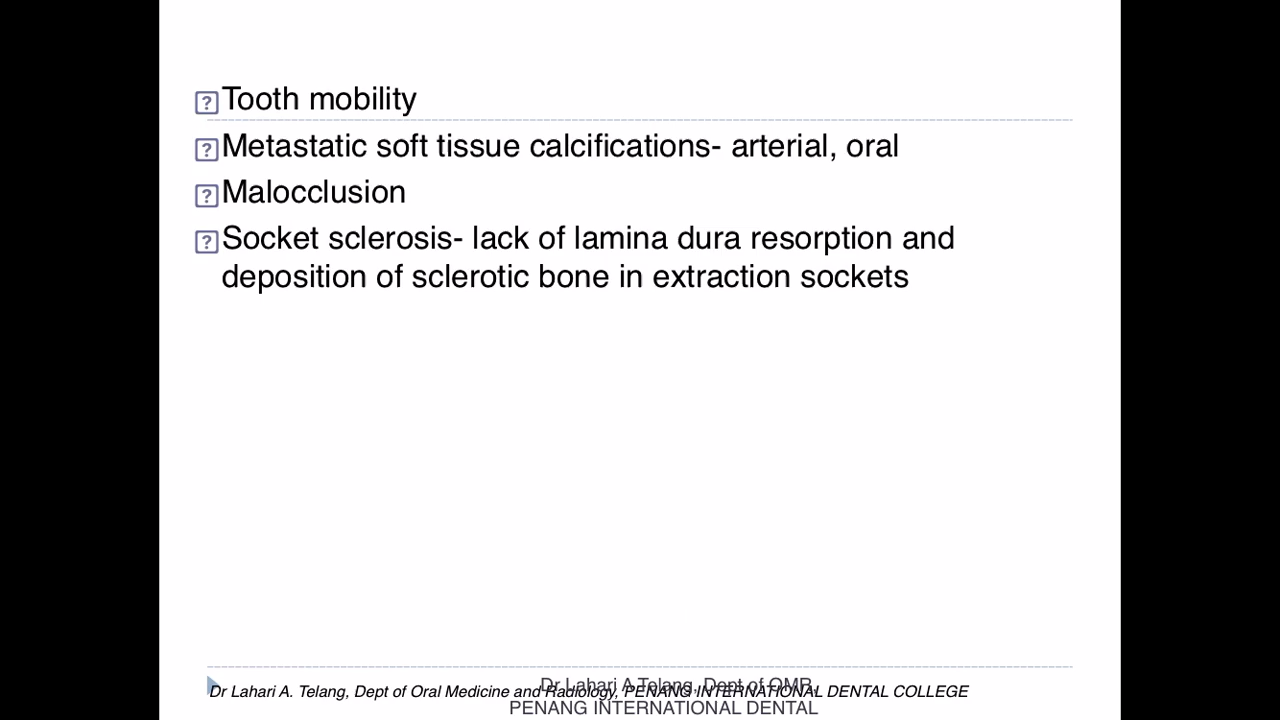 Tooth mobility
Metastatic soft tissue calcifications- arterial, oral
Malocclusion
Socket sclerosis- lack of lamina dura resorption and
deposition of sclerotic bone in extraction sockets
Dr Lahari A Telang, Dept of OMR,
Dr Lahari A. Telang, Dept of Oral Medicine and Radiology, PENANG INTERNATIONAL DENTAL COLLEGE
PENANG INTERNATIONAL DENTAL